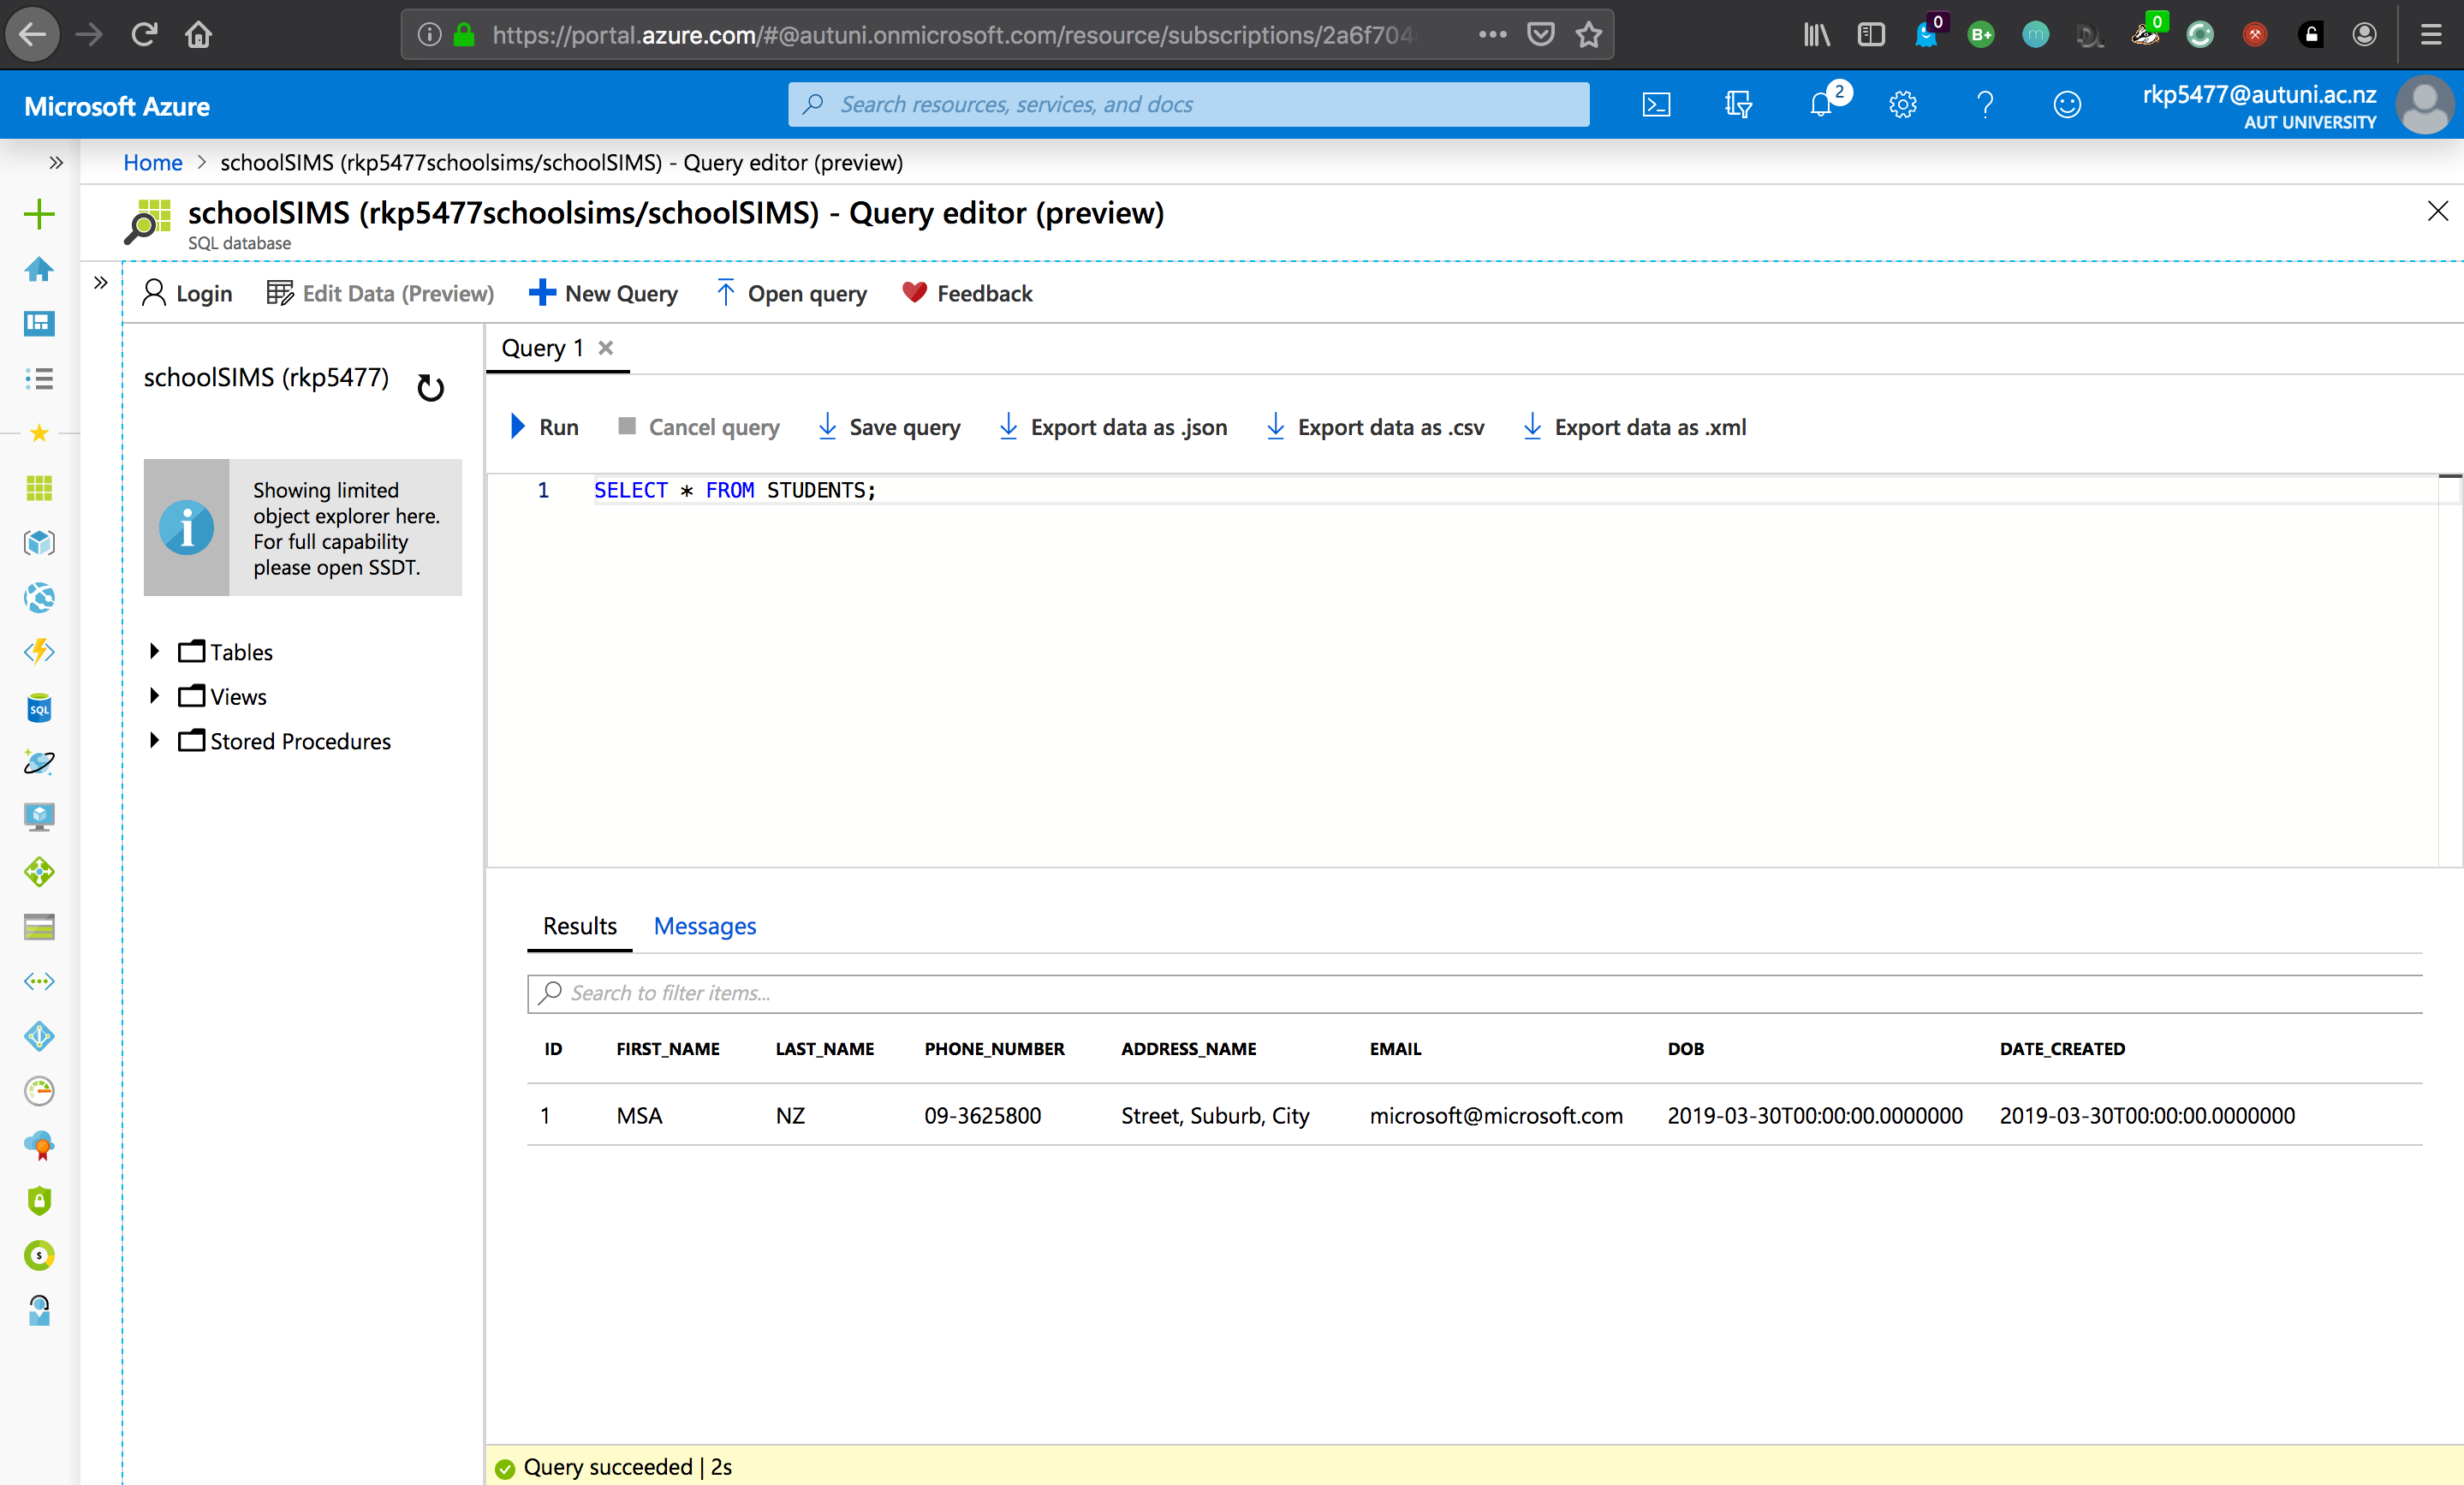 https://portal.azure.com/#@autuni.onmicrosoft.com/resource/subscriptions/2a6f704
0
B+
m
0
Microsoft Azure
Search resources, services, and docs
2
rkp5477@autuni.ac.nz
AUT UNIVERSITY
Home > schoolSIMS (rkp5477schoolsims/schoolSIMS) - Query editor (preview)
schoolSIMS (rkp5477schoolsims/schoolSIMS) - Query editor (preview)
SQL database
Login Edit Data (Preview) New Query Open query Feedback
schoolSIMS (rkp5477)
Showing limited
object explorer here.
For full capability
please open SSDT.
Tables
Views
Stored Procedures
SQL
Query 1
Run Cancel query Save query Export data as .json Export data as .csv Export data as .xml
1 SELECT * FROM STUDENTS;
Results Messages
Search to filter items...
ID FIRST_NAME LAST_NAME PHONE_NUMBER ADDRESS_NAME EMAIL DOB DATE_CREATED
1 MSA NZ 09-3625800 Street, Suburb, City microsoft@microsoft.com 2019-03-30T00:00:00.0000000 2019-03-30T00:00:00.0000000
Query succeeded | 2s